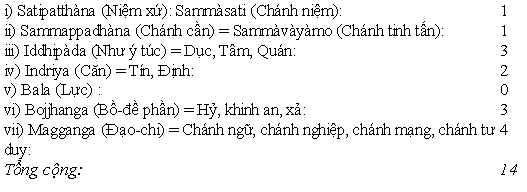 i) Satipatthàna (Niệm xứ): Sammàsati (Chánh niệm): 1
ii) Sammappadhàna (Chánh cần) = Sammàvàyàmo (Chánh tinh tấn): 1
iii) Iddhipàda (Như ý túc) = Dục, Tâm, Quán: 3
iv) Indriya (Căn) = Tín, Định: 2
v) Bala (Lực) : 0
vi) Bojjhanga (Bồ-đề phần) = Hỷ, khinh an, xả: 3
vii) Magganga (Đạo-chi) = Chánh ngữ, chánh nghiệp, chánh mạng, chánh tư 4
duy:
Tổng cộng: 14